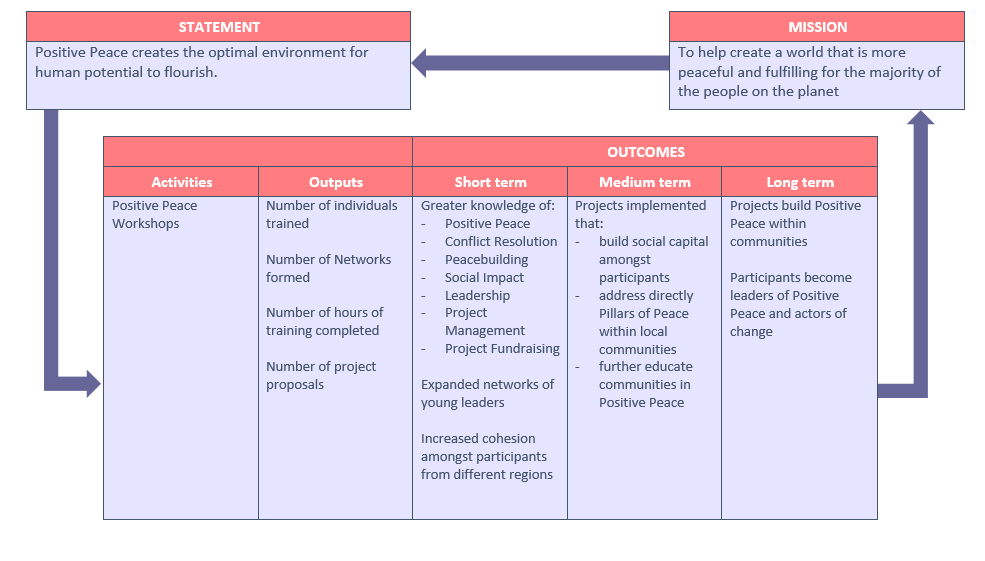 STATEMENT
Positive Peace creates the optimal environment for
human potential to flourish.
MISSION
To help create a world that is more
peaceful and fulfilling for the majority of
the people on the planet
OUTCOMES
Activities
Outputs
Short term
Medium term
Long term
Positive Peace
Workshops
Number of individuals
trained
Number of Networks
formed
Number of hours of
training completed
Number of project
proposals
Greater knowledge of:
- Positive Peace
- Conflict Resolution
- Peacebuilding
- Social Impact
- Leadership
- Project
Management
- Project Fundraising
Expanded networks of
young leaders
Increased cohesion
amongst participants
from different regions
Projects implemented
that:
- build social capital
amongst
participants
- address directly
Pillars of Peace
within local
communities
- further educate
communities in
Positive Peace
Projects build Positive
Peace within
communities
Participants become
leaders of Positive
Peace and actors of
change